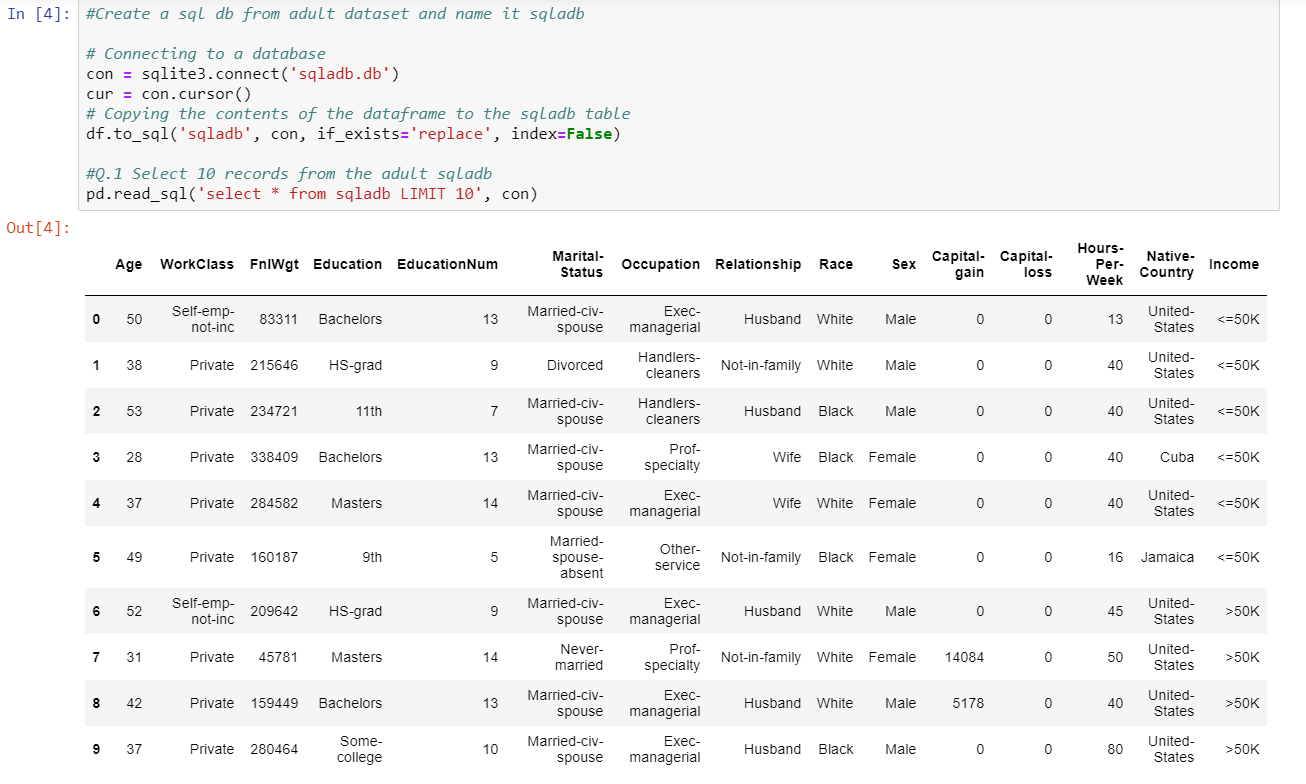 In [4]: #Create a sql db from adult dataset and name it sqladb
# Connecting to a database
con = sqlite3.connect('sqladb.db')
cur = con.cursor()
# Copying the contents of the dataframe to the sqladb table
df.to_sql('sqladb', con, if_exists='replace', index=False)
#Q.1 Select 10 records from the adult sqladb
pd.read_sql('select * from sqladb LIMIT 10', con)
Out[4]:
Age WorkClass FnlWgt Education EducationNum Marital-Status Occupation Relationship Race Sex Capital-gain Capital-loss Hours-Per-Week Native-Country Income
0 50 Self-emp-not-inc 83311 Bachelors 13 Married-civ-spouse Exec-managerial Husband White Male 0 0 13 United-States <=50K
1 38 Private 215646 HS-grad 9 Divorced Handlers-cleaners Not-in-family White Male 0 0 40 United-States <=50K
2 53 Private 234721 11th 7 Married-civ-spouse Handlers-cleaners Husband Black Male 0 0 40 United-States <=50K
3 28 Private 338409 Bachelors 13 Married-civ-spouse Prof-specialty Wife Black Female 0 0 40 Cuba <=50K
4 37 Private 284582 Masters 14 Married-civ-spouse Exec-managerial Wife White Female 0 0 40 United-States <=50K
5 49 Private 160187 9th 5 Married-spouse-absent Other-service Not-in-family Black Female 0 0 16 Jamaica <=50K
6 52 Self-emp-not-inc 209642 HS-grad 9 Married-civ-spouse Exec-managerial Husband White Male 0 0 45 United-States >50K
7 31 Private 45781 Masters 14 Never-married Prof-specialty Not-in-family White Female 14084 0 50 United-States >50K
8 42 Private 159449 Bachelors 13 Married-civ-spouse Exec-managerial Husband White Male 5178 0 40 United-States >50K
9 37 Private 280464 Some-college 10 Married-civ-spouse Exec-managerial Husband Black Male 0 0 80 United-States >50K